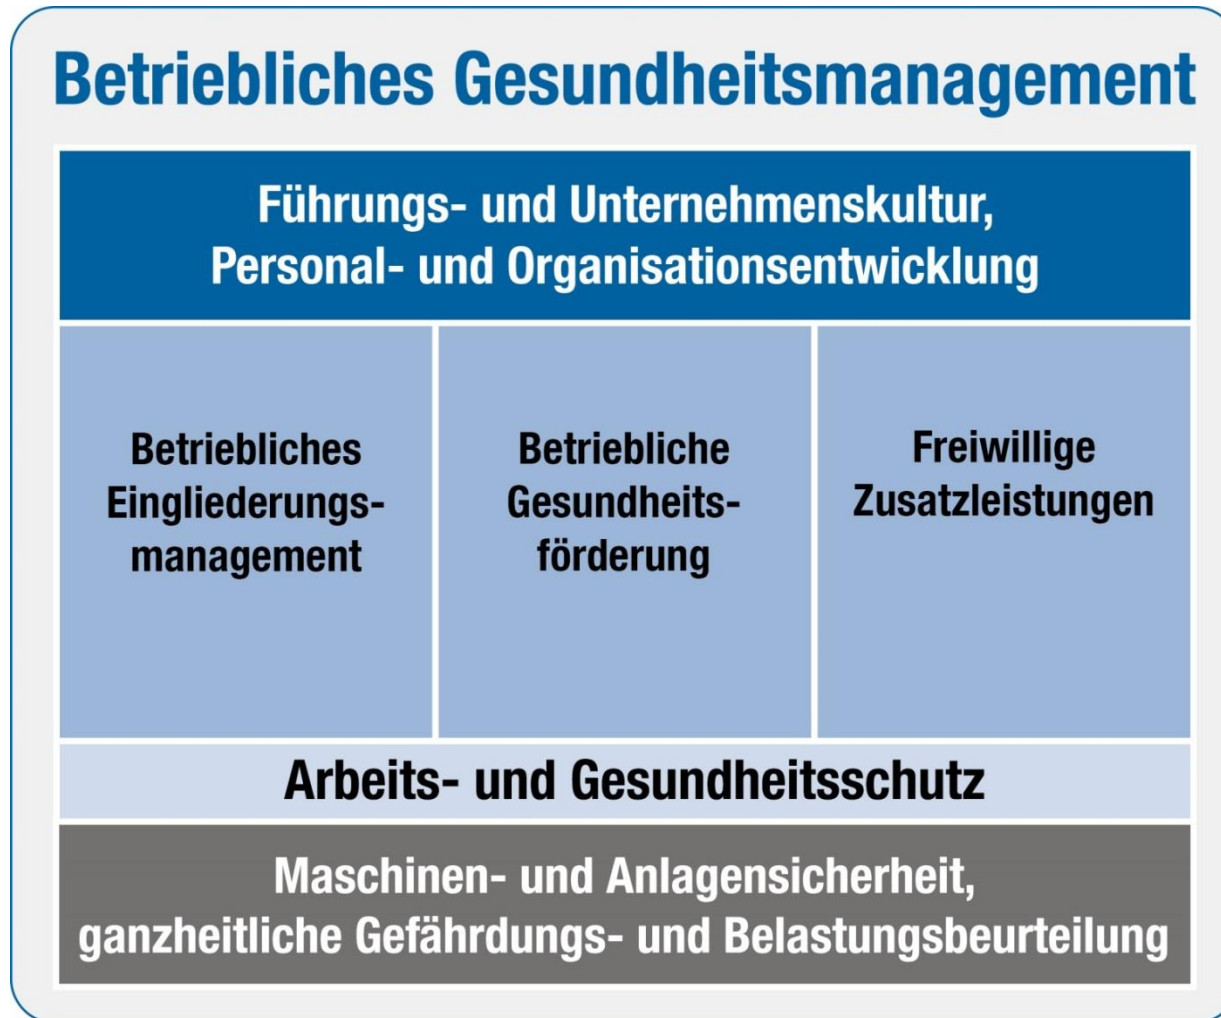 Betriebliches Gesundheitsmanagement
Führungs- und Unternehmenskultur,
Personal- und Organisationsentwicklung
Betriebliches
Eingliederungs-
management
Betriebliche
Gesundheits-
förderung
Freiwillige
Zusatzleistungen
Arbeits- und Gesundheitsschutz
Maschinen- und Anlagensicherheit,
ganzheitliche Gefährdungs- und Belastungsbeurteilung